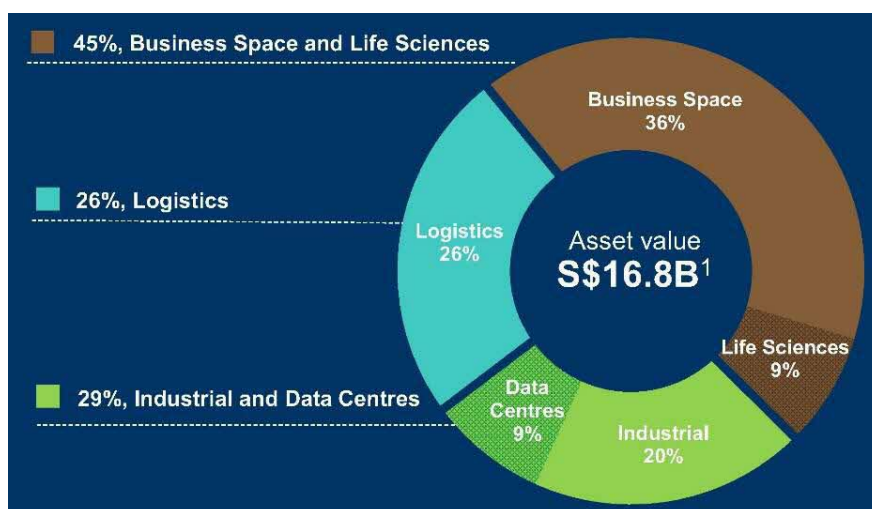 45%, Business Space and Life Sciences
Business Space
36%
26%, Logistics
Logistics
26%
Asset value
S$16.8B¹
Life Sciences
9%
29%, Industrial and Data Centres
Data
Centres
9%
Industrial
20%